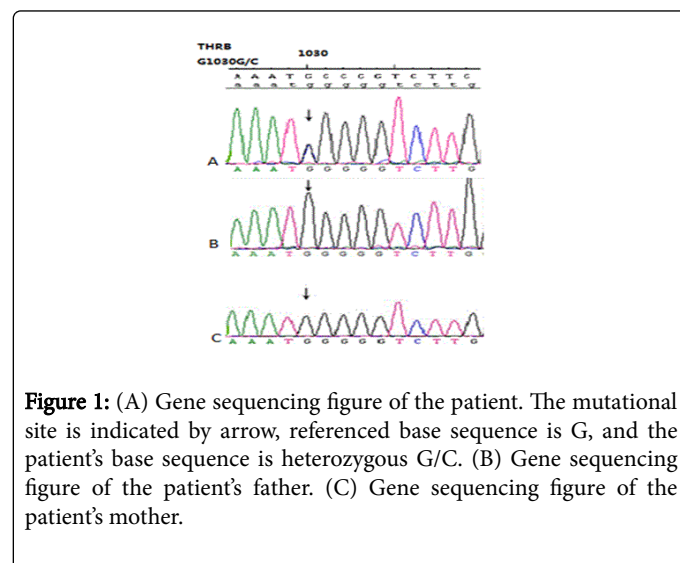 THRB
1030
G1030G/C
A A A T G G G G G T C T T G
a a a t g g g g g t c t t g
A
A A A T G G G G G T C T T G
B
A A A T G G G G G T C T T G
C
A A A T G G G G G T C T T G
Figure 1: (A) Gene sequencing figure of the patient. The mutational
site is indicated by arrow, referenced base sequence is G, and the
patient's base sequence is heterozygous G/C. (B) Gene sequencing
figure of the patient's father. (C) Gene sequencing figure of the
patient's mother.